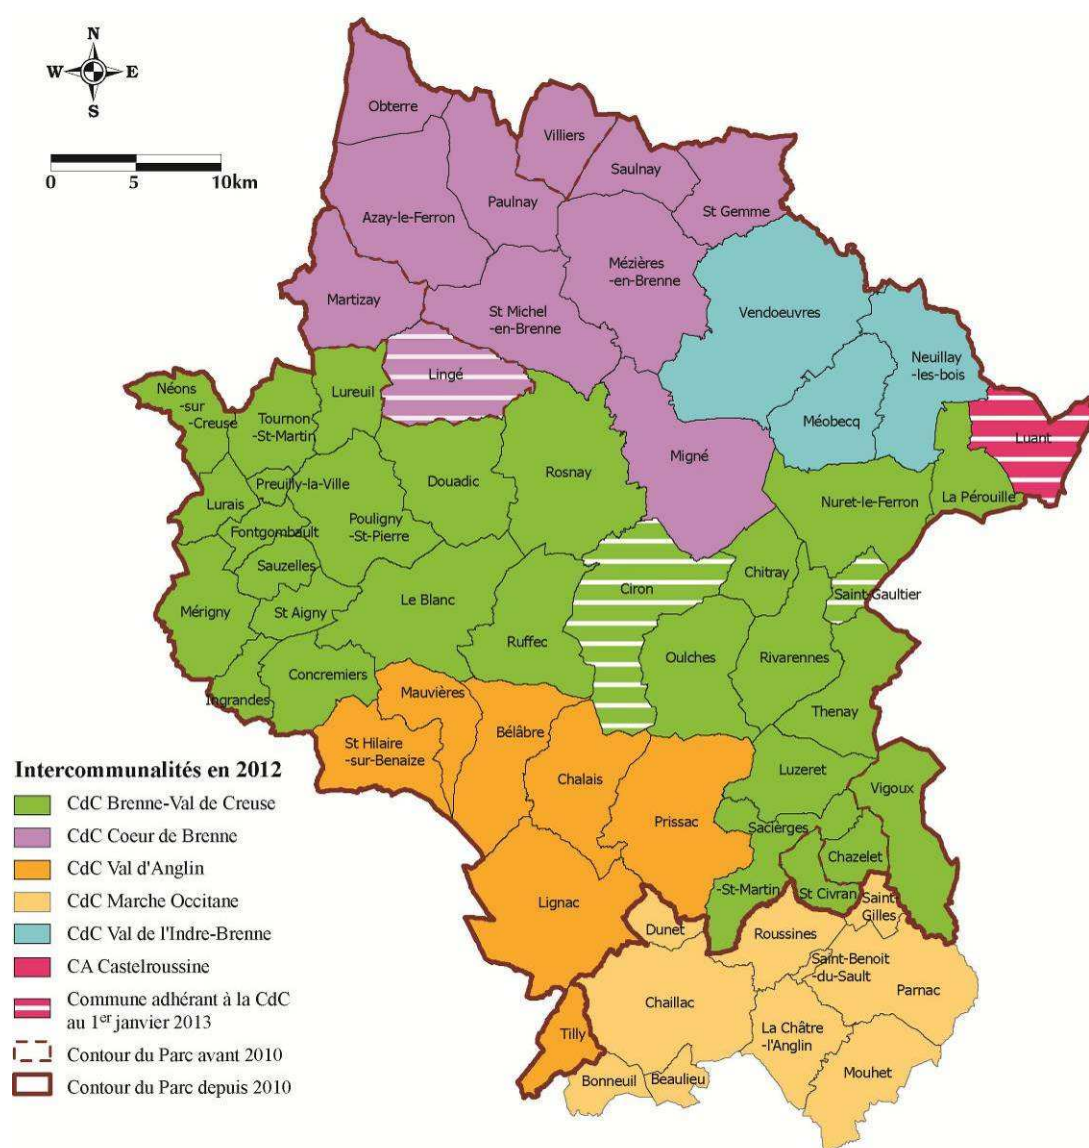 N
W E
S
0 5 10km
Obterre
Villiers
Saulnay
Paulnay
Azay-le-Ferron
St Gemme
Mézières
-en-Brenne
Martizay
St Michel
-en-Brenne
Vendoeuvres
Neuillay
-les-bois
Lingé
Néons
-sur
-Creuse
Lureuil
Tournon
-St-Martin
Méobecq
Luant
Migné
Preuilly-la-Ville
Douadic
Rosnay
Lurais
Nuret-le-Ferron
La Pérouille
Fontgombault
Pouligny
-St-Pierre
Sauzelles
Ciron
Chitray
Saint-Gaultier
Mérigny
St Aigny
Le Blanc
Ruffec
Oulches
Rivarennes
Concremiers
Ingrandes
Mauvières
Thenay
Bélâbre
St Hilaire
-sur-Benaize
Chalais
Luzeret
Vigoux
Prissac
Sacierges
-St-Martin
Chazelet
St Civran
Lignac
Saint
-Gilles
Dunet
Roussines
Saint-Benoit
-du-Sault
Chaillac
Parnac
Tilly
La Châtre
-l'Anglin
Bonneuil
Beaulieu
Mouhet
Intercommunalités en 2012
CdC Brenne-Val de Creuse
CdC Coeur de Brenne
CdC Val d'Anglin
CdC Marche Occitane
CdC Val de l'Indre-Brenne
CA Castelroussine
Commune adhérant à la CdC
au 1er janvier 2013
Contour du Parc avant 2010
Contour du Parc depuis 2010